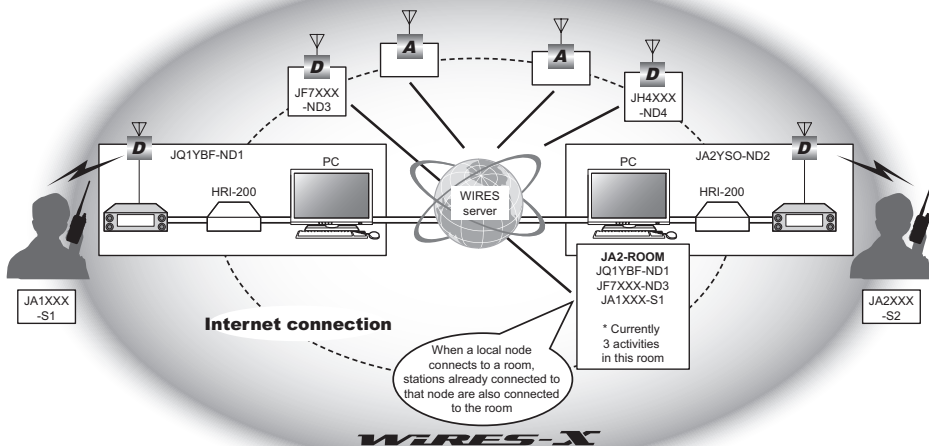 A
A
D
D
JF7XXX
-ND3
JH4XXX
-ND4
D
JQ1YBF-ND1
JA2YSO-ND2
D
PC
PC
HRI-200
HRI-200
WIRES
server
JA1XXX
-S1
JA2XXX
-S2
JA2-ROOM
JQ1YBF-ND1
JF7XXX-ND3
JA1XXX-S1
* Currently
3 activities
in this room
Internet connection
When a local node
connects to a room,
stations already connected to
that node are also connected
to the room
WiRES-X